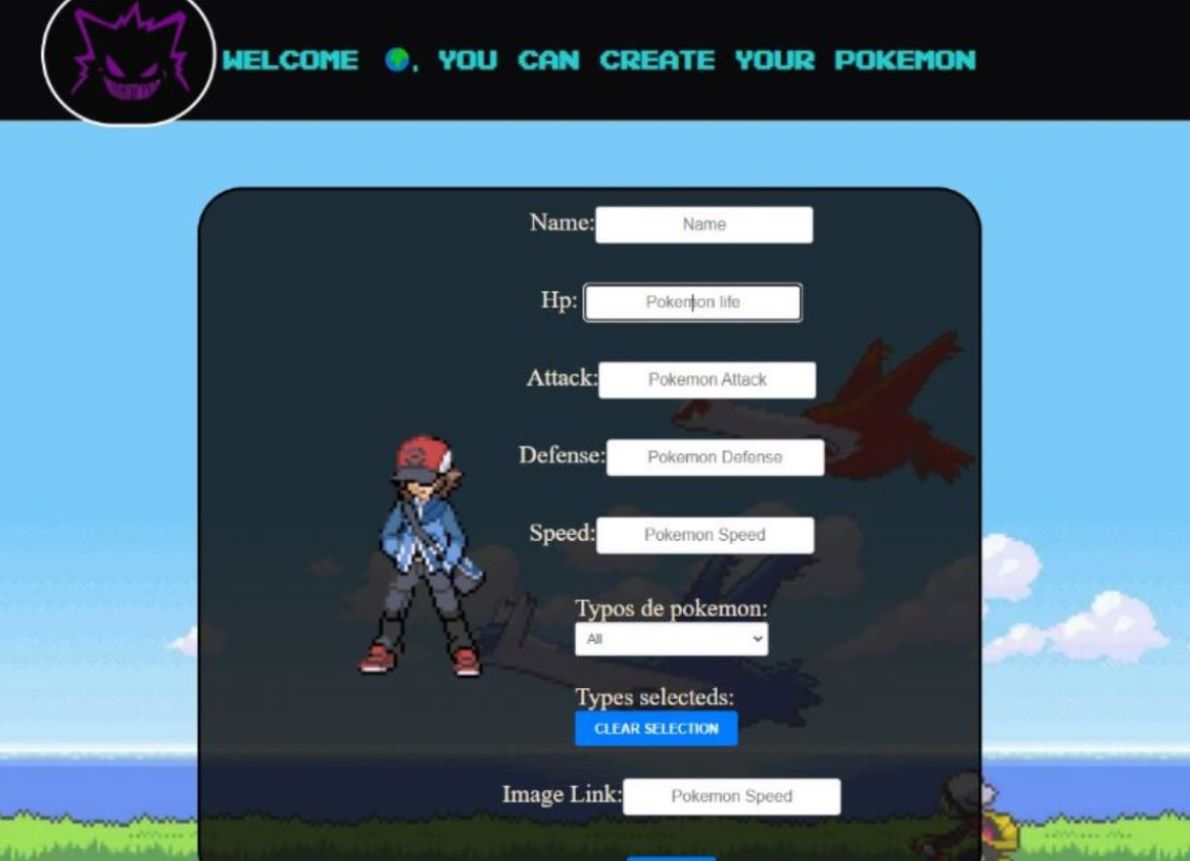 WELCOME 🌍, YOU CAN CREATE YOUR POKEMON
NIGHTMARE
Name: Name
Hp: Pokemon life
Attack: Pokemon Attack
Defense: Pokemon Defense
Speed: Pokemon Speed
Typos de pokemon:
All
Types selecteds:
CLEAR SELECTION
Image Link: Pokemon Speed